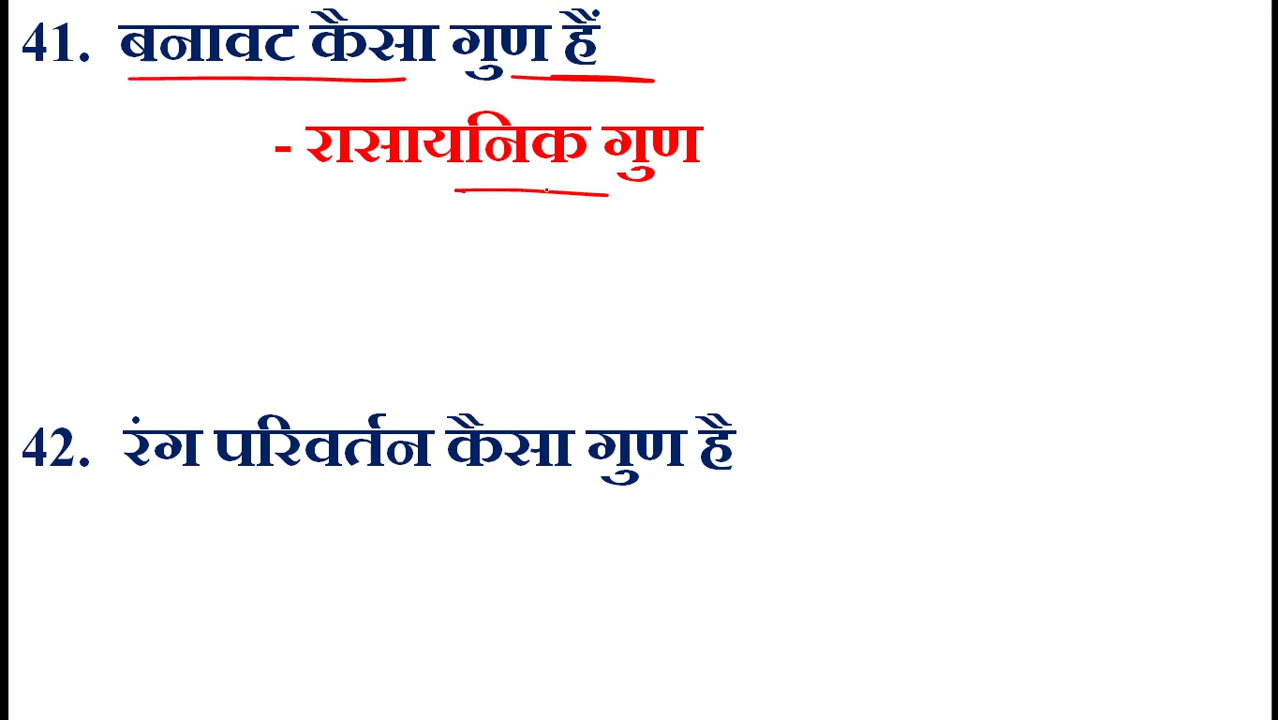 41. बनावट कैसा गुण हैं
- रासायनिक गुण
42. रंग परिवर्तन कैसा गुण है